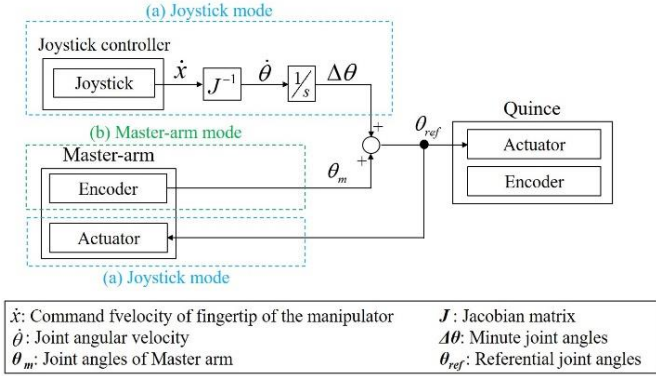 (a) Joystick mode
Joystick controller
Joystick
ẋ
J⁻¹
θ̇
1/s
Δθ
+
+
θref
Quince
Actuator
Encoder
(b) Master-arm mode
Master-arm
Encoder
θm
Actuator
(a) Joystick mode
ẋ: Command fvelocity of fingertip of the manipulator
J: Jacobian matrix
θ̇: Joint angular velocity
Δθ: Minute joint angles
θm: Joint angles of Master arm
θref: Referential joint angles